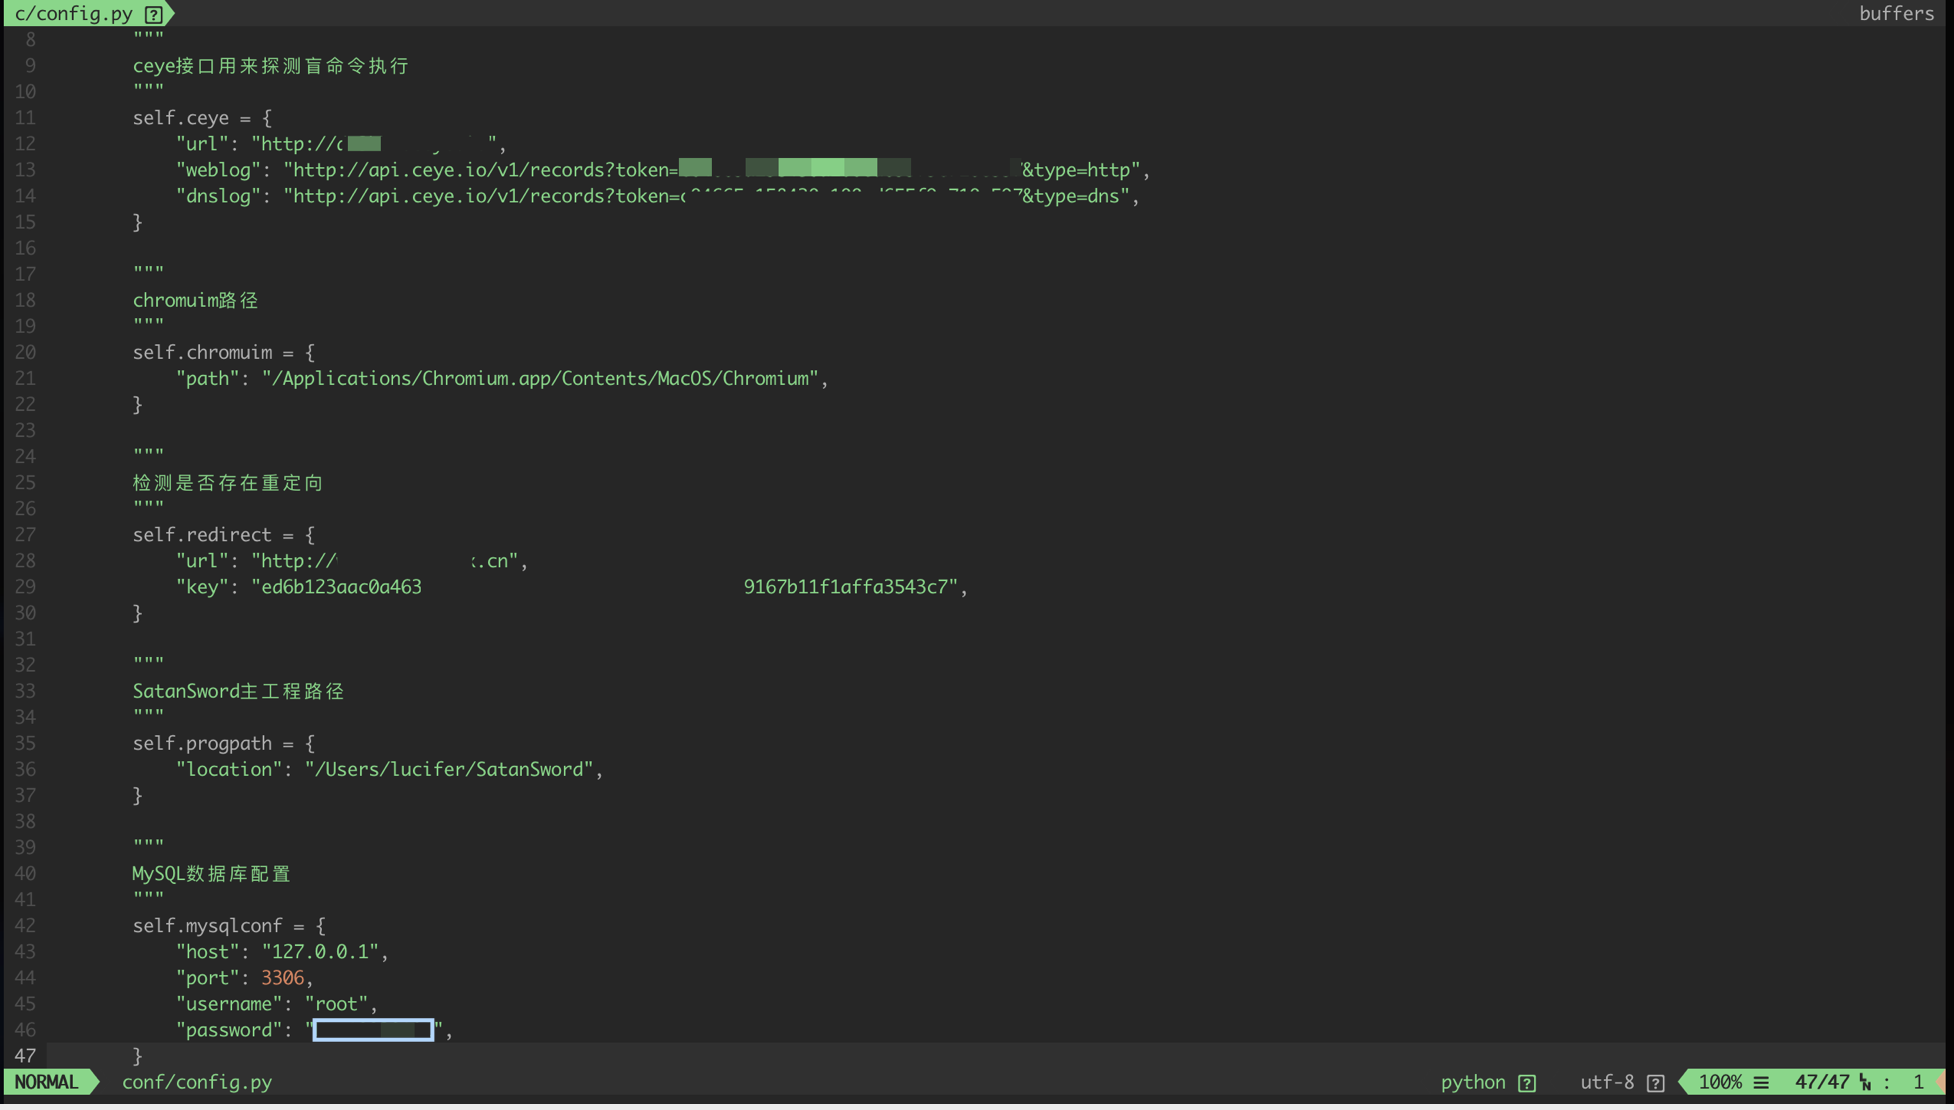 c/config.py buffers
8 """
9 ceye接口用来探测盲命令执行
10 """
11 self.ceye = {
12 "url": "http:// ",
13 "weblog": "http://api.ceye.io/v1/records?token= &type=http",
14 "dnslog": "http://api.ceye.io/v1/records?token= &type=dns",
15 }
16
17 """
18 chromuim路径
19 """
20 self.chromuim = {
21 "path": "/Applications/Chromium.app/Contents/MacOS/Chromium",
22 }
23
24 """
25 检测是否存在重定向
26 """
27 self.redirect = {
28 "url": "http:// .cn",
29 "key": "ed6b123aac0a463 9167b11f1affa3543c7",
30 }
31
32 """
33 SatanSword主工程路径
34 """
35 self.progpath = {
36 "location": "/Users/lucifer/SatanSword",
37 }
38
39 """
40 MySQL数据库配置
41 """
42 self.mysqlconf = {
43 "host": "127.0.0.1",
44 "port": 3306,
45 "username": "root",
46 "password": " ",
47 }
NORMAL conf/config.py python utf-8 100% ☰ 47/47 : 1